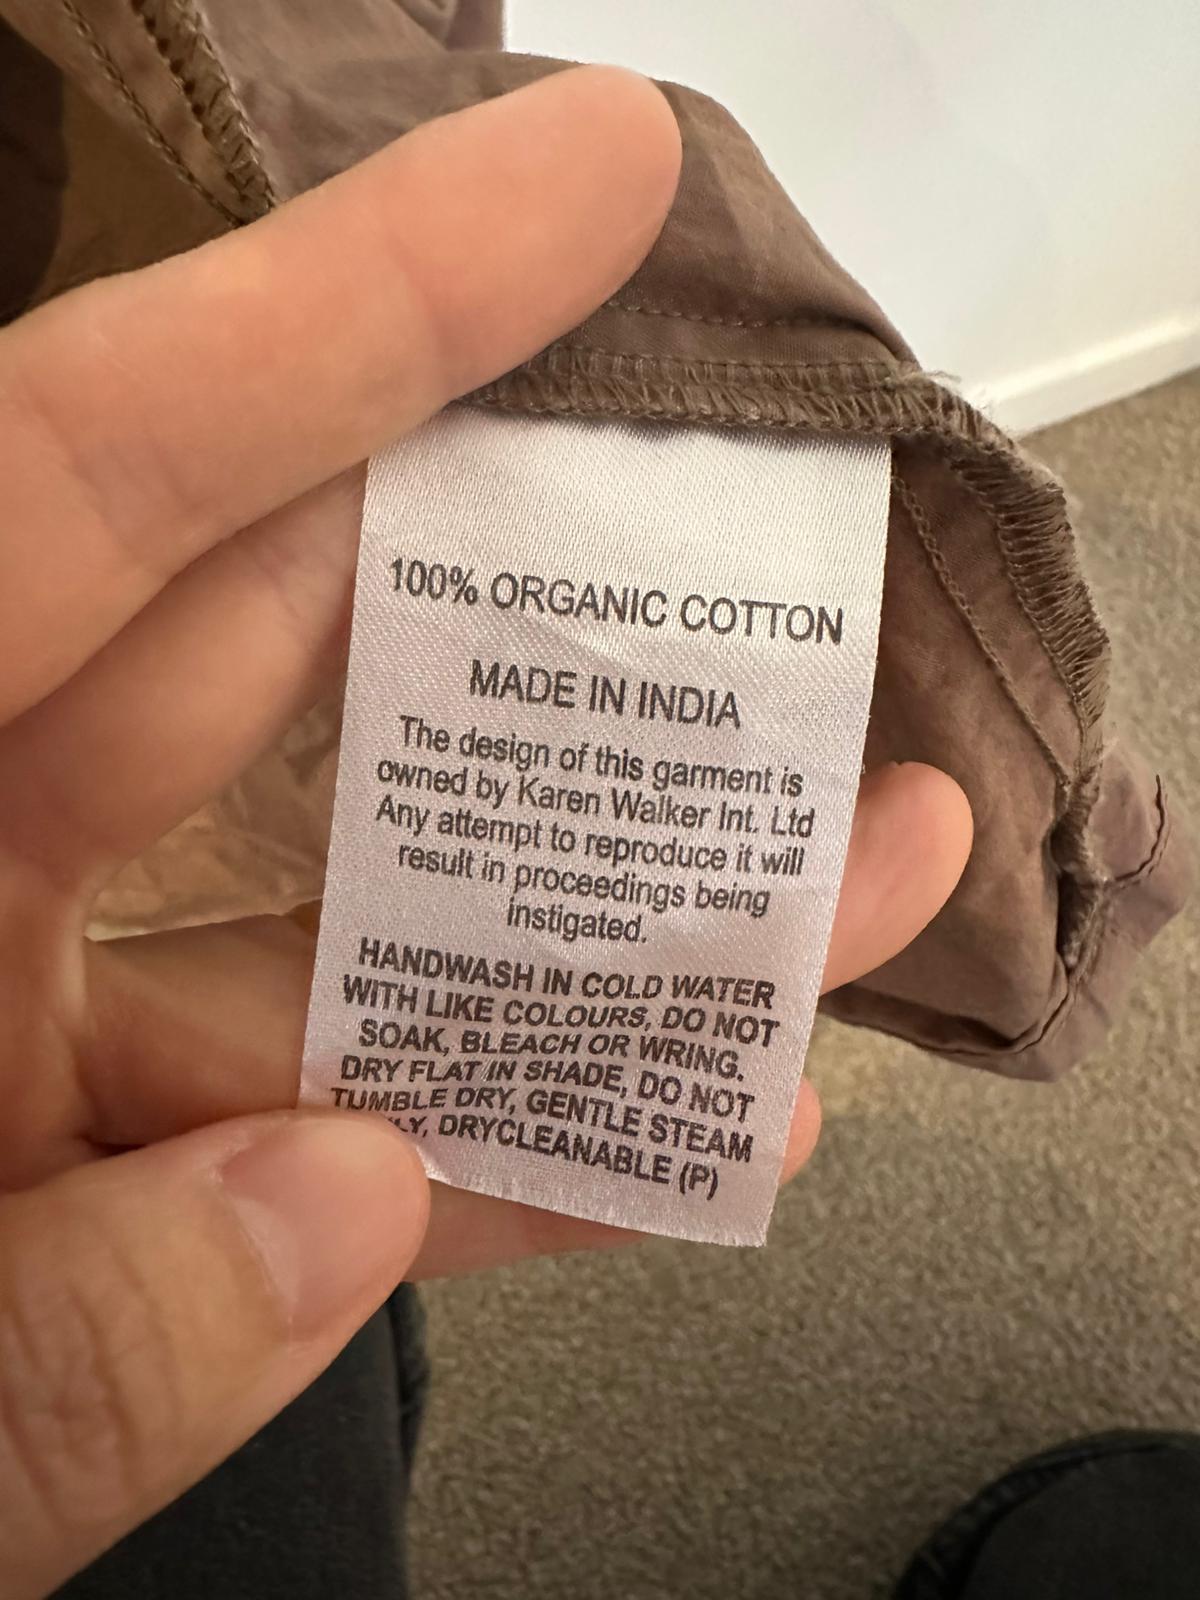 100% ORGANIC COTTON
MADE IN INDIA
The design of this garment is
owned by Karen Walker Int. Ltd
Any attempt to reproduce it will
result in proceedings being
instigated.
HANDWASH IN COLD WATER
WITH LIKE COLOURS, DO NOT
SOAK, BLEACH OR WRING.
DRY FLAT IN SHADE, DO NOT
TUMBLE DRY, GENTLE STEAM
DRYCLEANABLE (P)